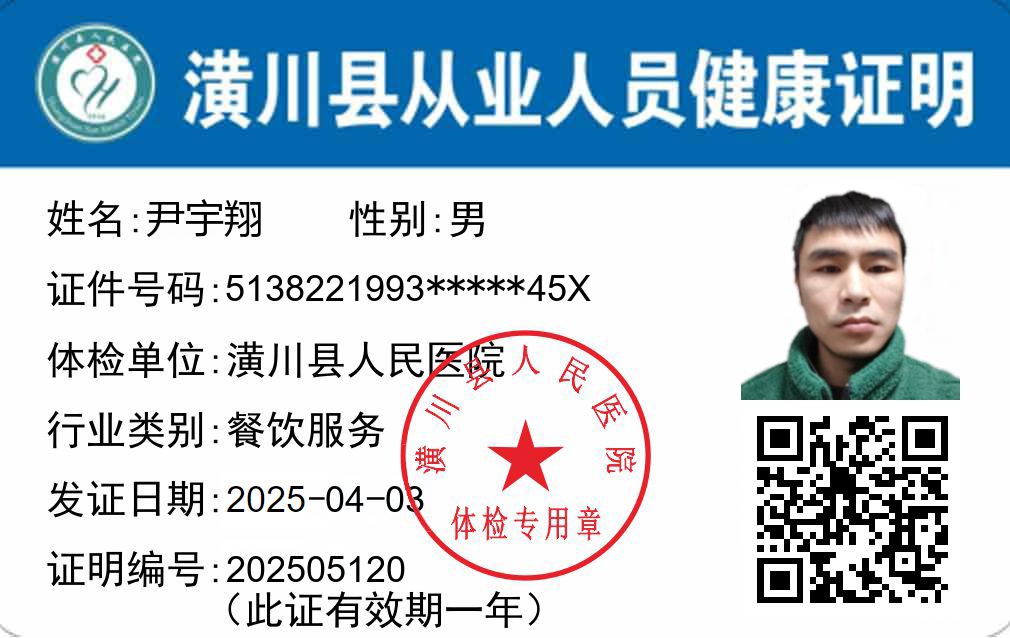 潢川县从业人员健康证明
姓名:尹宇翔 性别:男
证件号码:5138221993*****45X
体检单位:潢川县人民医院
行业类别:餐饮服务
发证日期:2025-04-03
证明编号:202505120
(此证有效期一年)
潢川县人民医院
体检专用章